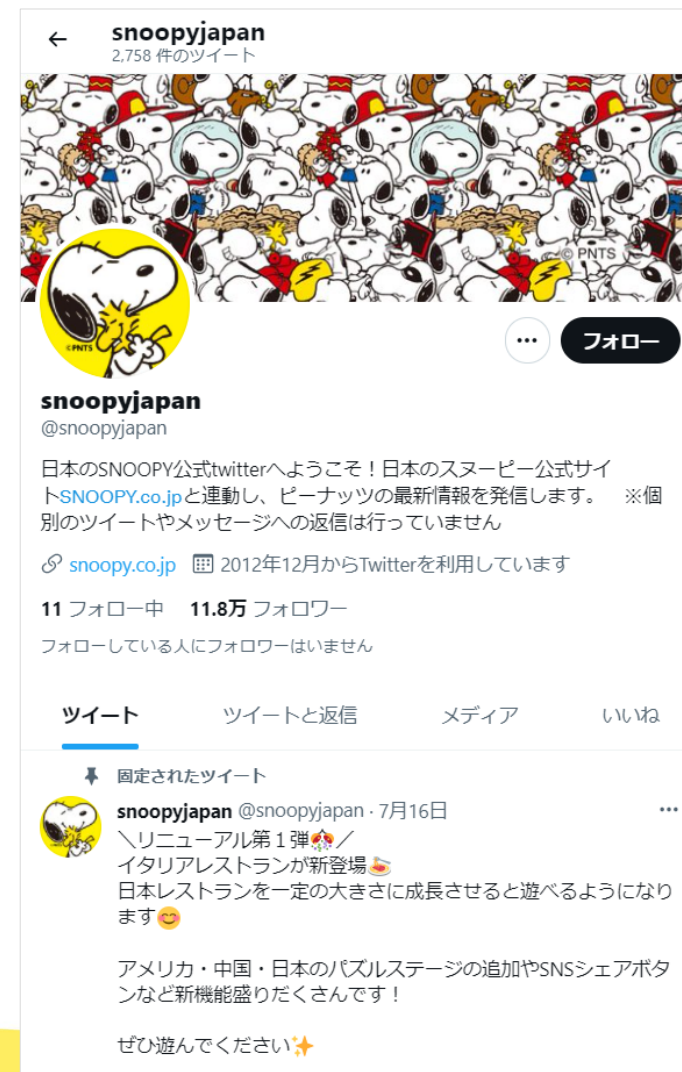 snoopyjapan
2,758 件のツイート
© PNTS
©PNTS
フォロー
snoopyjapan
@snoopyjapan
日本のSNOOPY公式twitterへようこそ！日本のスヌーピー公式サイ
トSNOOPY.co.jpと連動し、ピーナッツの最新情報を発信します。　※個
別のツイートやメッセージへの返信は行っていません
snoopy.co.jp 2012年12月からTwitterを利用しています
11 フォロー中 11.8万 フォロワー
フォローしている人にフォロワーはいません
ツイート ツイートと返信 メディア いいね
固定されたツイート
snoopyjapan @snoopyjapan · 7月16日
＼リニューアル第１弾🎊／
イタリアレストランが新登場🍝
日本レストランを一定の大きさに成長させると遊べるようになり
ます😊
アメリカ・中国・日本のパズルステージの追加やSNSシェアボタ
ンなど新機能盛りだくさんです！
ぜひ遊んでください✨